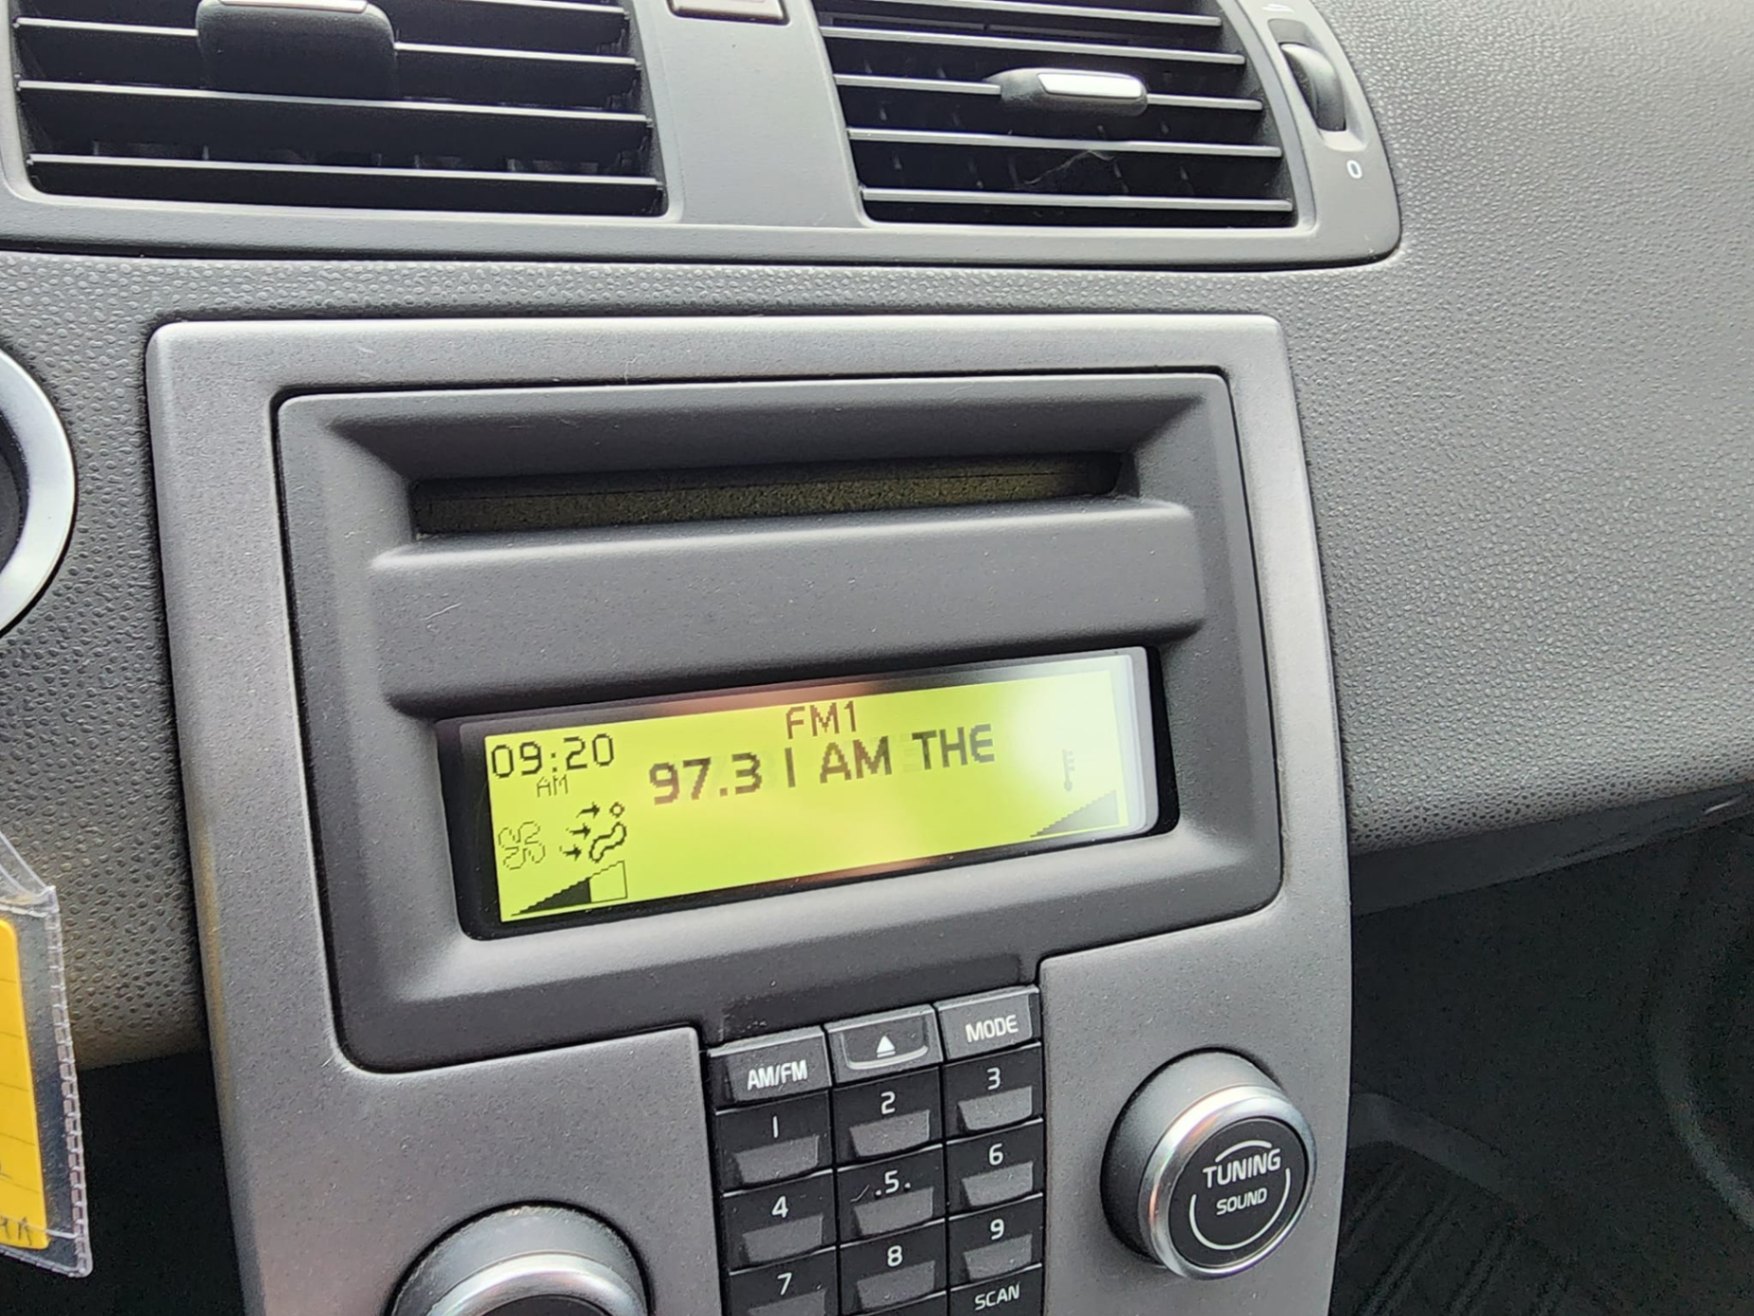 0
FM1
09:20
AM
97.3 I AM THE
AM/FM
MODE
1
2
3
4
.5.
6
7
8
9
SCAN
TUNING
SOUND